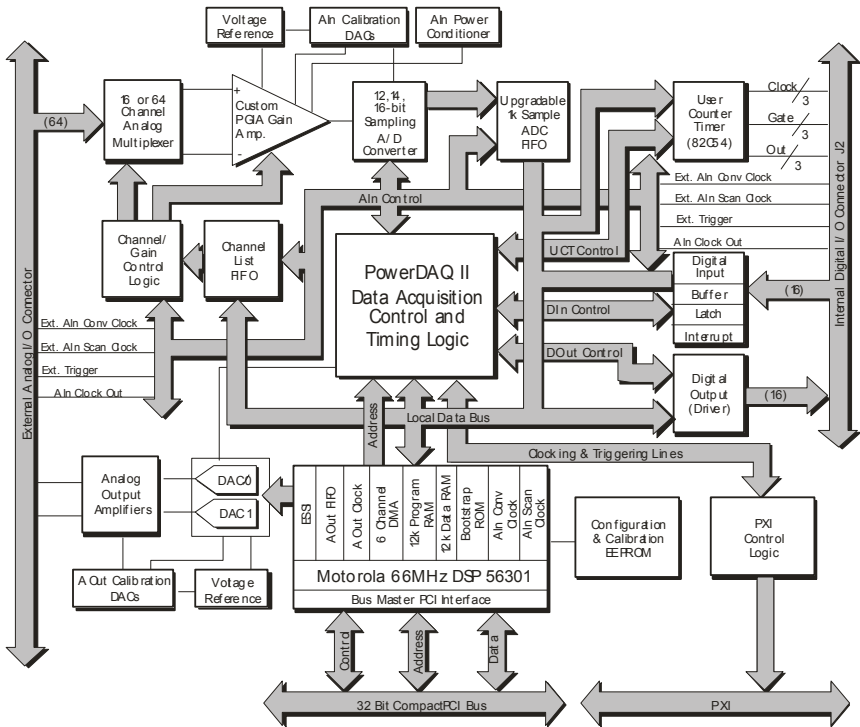 Voltage
Reference
AIn Calibration
DACs
AIn Power
Conditioner
(64)
16 or 64
Channel
Analog
Multiplexer
+
Custom
PGIA Gain
Amp.
-
12,14,
16-bit
Sampling
A/D
Converter
Upgradable
1k Sample
ADC
FIFO
User
Counter
Timer
(82C54)
Clock
3
Gate
3
Out
3
Ext. AIn Conv Clock
Ext. AIn Scan Clock
Ext. Trigger
AIn Clock Out
Internal Digital I/O Connector J2
External Analog I/O Connector
AIn Control
Channel/
Gain
Control
Logic
Channel
List
FIFO
PowerDAQ II
Data Acquisition
Control and
Timing Logic
UCT Control
DIn Control
DOut Control
Digital
Input
Buffer
Latch
Interrupt
(16)
Ext. AIn Conv Clock
Ext. AIn Scan Clock
Ext. Trigger
AIn Clock Out
Digital
Output
(Driver)
(16)
Address
Local Data Bus
Clocking & Triggering Lines
Analog
Output
Amplifiers
DAC0
DAC1
AOut Calibration
DACs
Votage
Reference
ESSI
AOut FIFO
AOut Clock
6 Channel
DMA
12k Program
RAM
12k Data RAM
Bootstrap
ROM
AIn Conv
Clock
AIn Scan
Clock
Motorola 66MHz DSP 56301
Bus Master PCI Interface
Configuration
& Calibration
EEPROM
PXI
Control
Logic
Control
Address
Data
32 Bit CompactPCI Bus
PXI